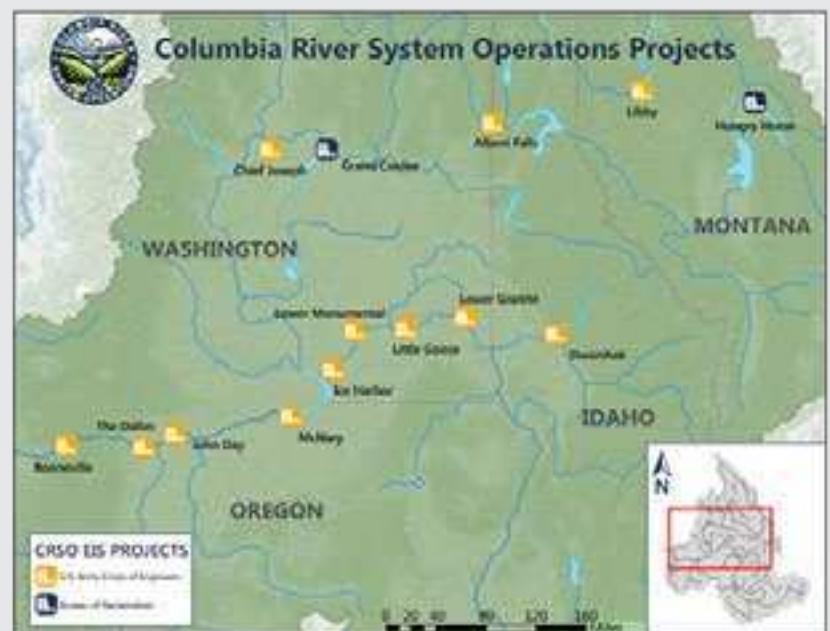 Columbia River System Operations Projects
Libby
Hungry Horse
Albeni Falls
Chief Joseph
Grand Coulee
MONTANA
WASHINGTON
Lower Monumental
Lower Granite
Little Goose
Dworshak
Ice Harbor
IDAHO
The Dalles
John Day
McNary
Bonneville
OREGON
N
CRSO EIS PROJECTS
U.S. Army Corps of Engineers
Bureau of Reclamation
0 20 40 80 120 160